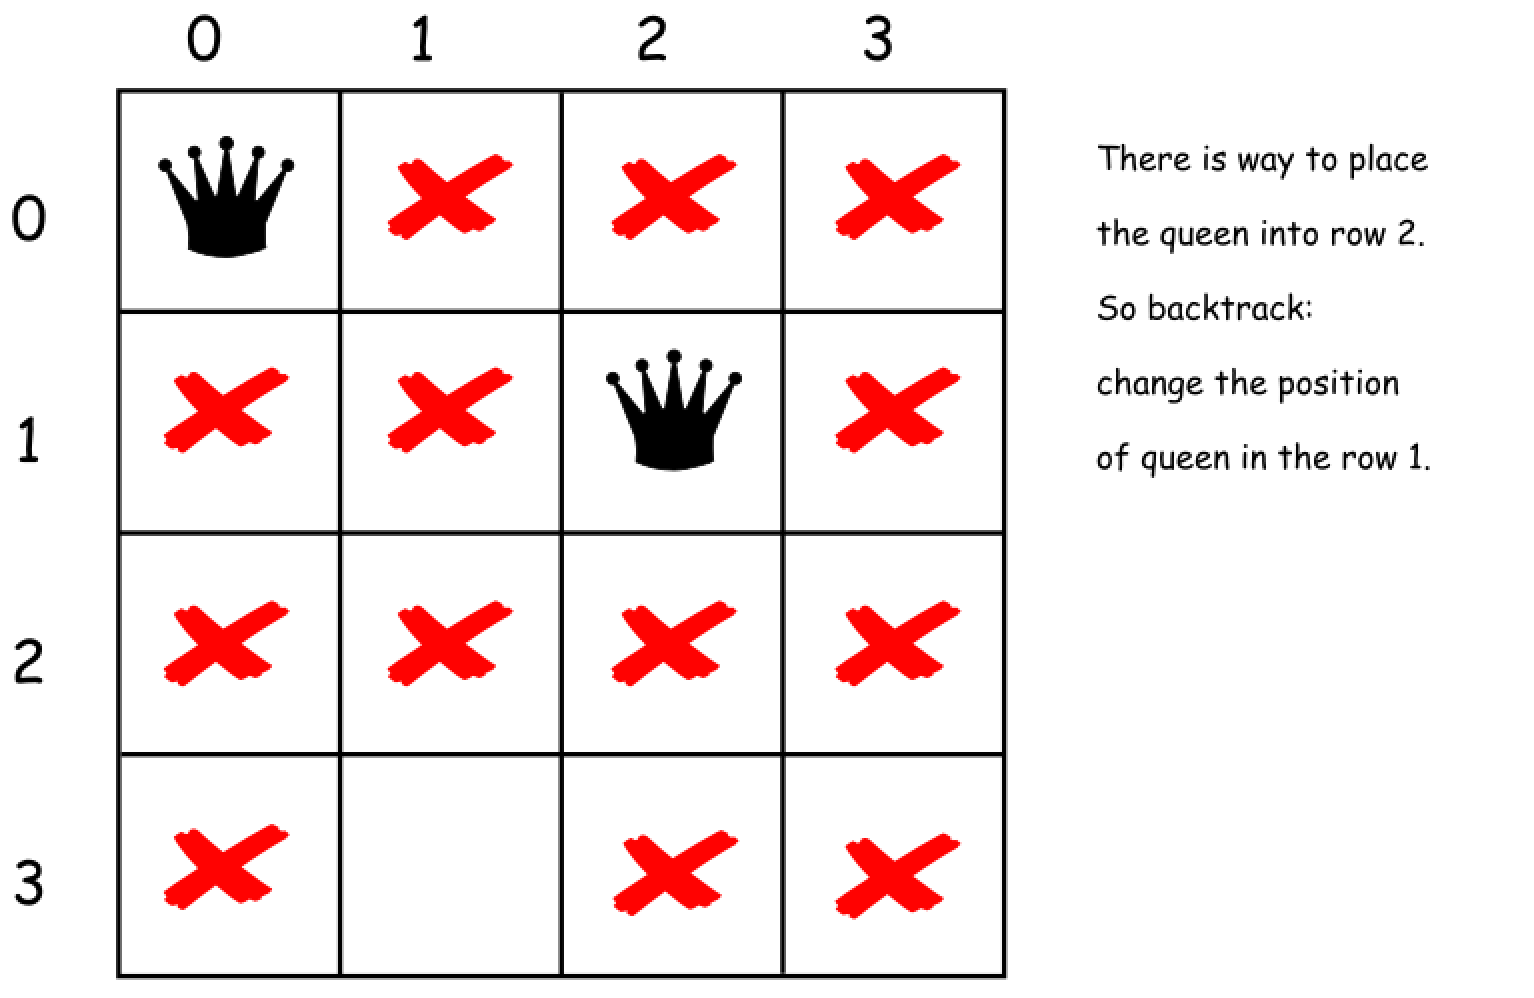 0 1 2 3
0
1
2
3
There is way to place
the queen into row 2.
So backtrack:
change the position
of queen in the row 1.